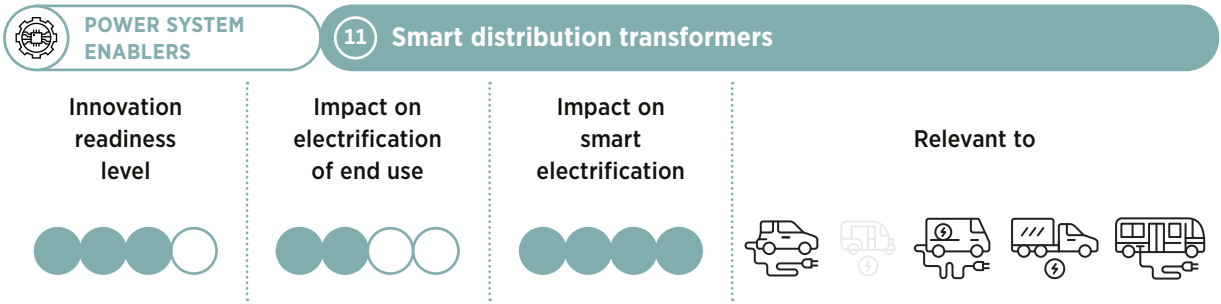 POWER SYSTEM
ENABLERS
11 Smart distribution transformers
Innovation
readiness
level
Impact on
electrification
of end use
Impact on
smart
electrification
Relevant to